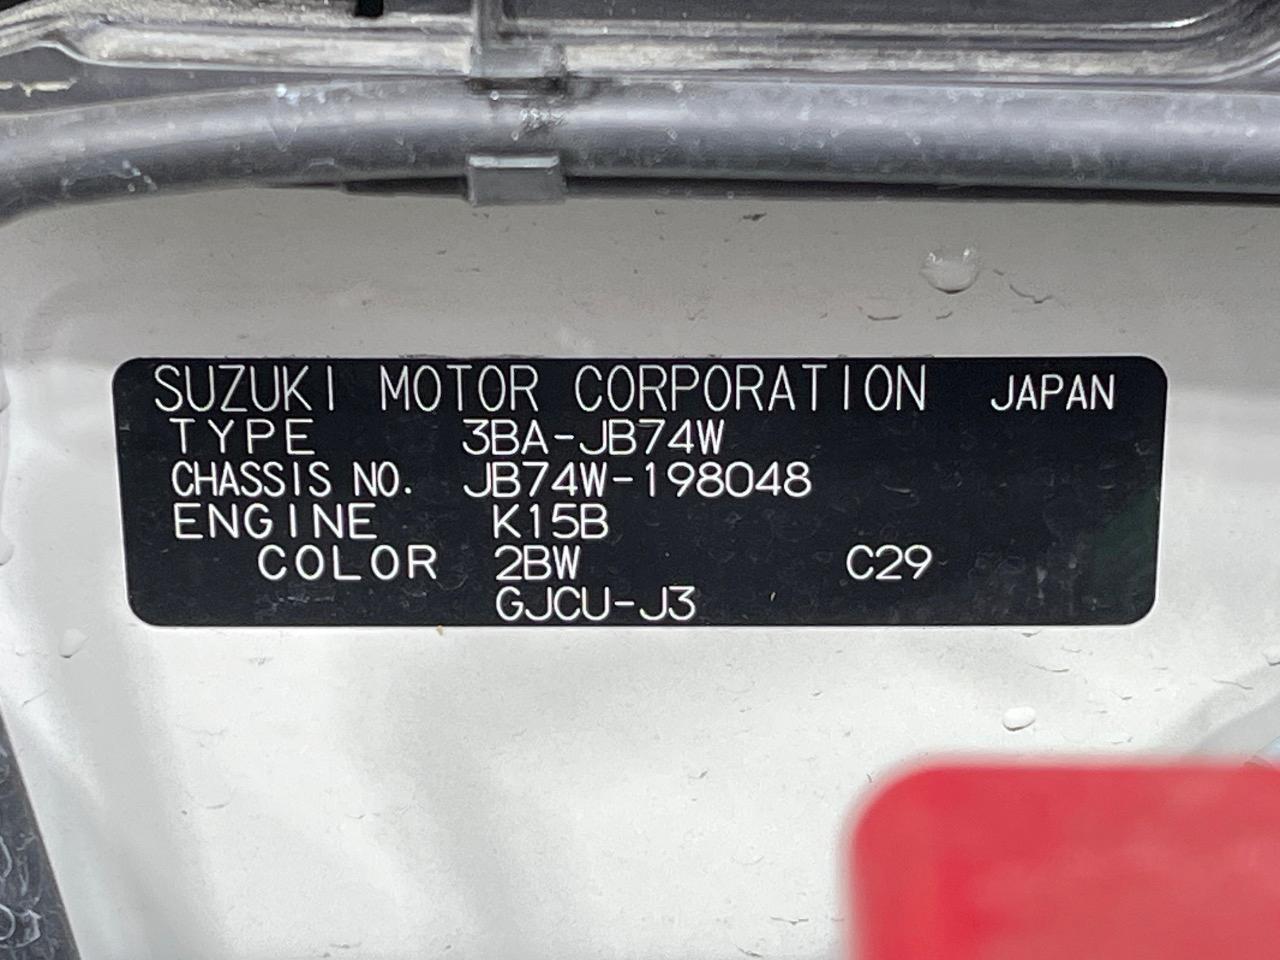 SUZUKI MOTOR CORPORATION JAPAN
TYPE 3BA-JB74W
CHASSIS NO. JB74W-198048
ENGINE K15B
COLOR 2BW C29
GJCU-J3